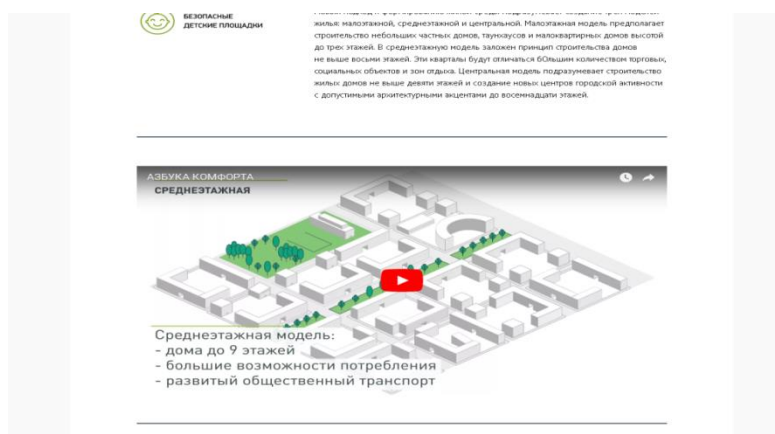 БЕЗОПАСНЫЕ
ДЕТСКИЕ ПЛОЩАДКИ
жилья: малоэтажной, среднеэтажной и центральной. Малоэтажная модель предполагает
строительство небольших частных домов, таунхаусов и малоквартирных домов высотой
до трех этажей. В среднеэтажную модель заложен принцип строительства домов
не выше восьми этажей. Эти кварталы будут отличаться бОльшим количеством торговых,
социальных объектов и зон отдыха. Центральная модель подразумевает строительство
жилых домов не выше девяти этажей и создание новых центров городской активности
с допустимыми архитектурными акцентами до восемнадцати этажей.
АЗБУКА КОМФОРТА
СРЕДНЕЭТАЖНАЯ
Среднеэтажная модель:
- дома до 9 этажей
- большие возможности потребления
- развитый общественный транспорт